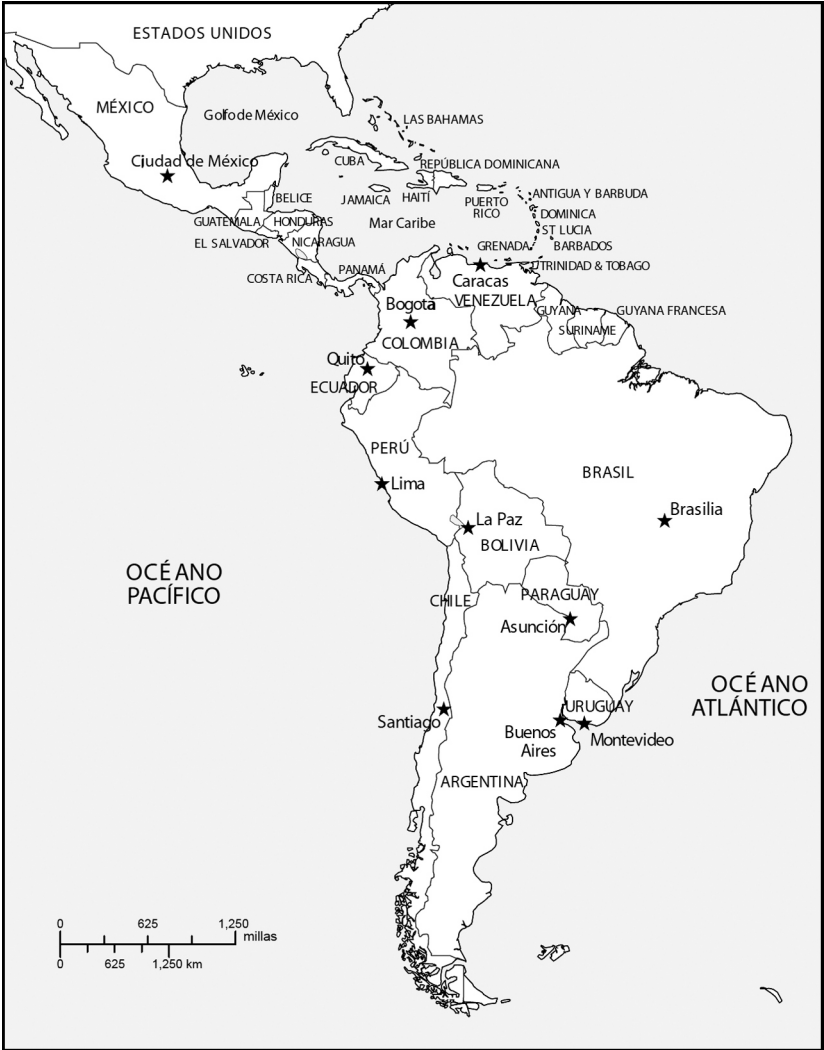 ESTADOS UNIDOS
MÉXICO
Golfo de México
LAS BAHAMAS
Ciudad de México
CUBA
REPÚBLICA DOMINICANA
BELICE
JAMAICA
HAITÍ
PUERTO
RICO
ANTIGUA Y BARBUDA
DOMINICA
GUATEMALA
HONDURAS
Mar Caribe
ST LUCIA
EL SALVADOR
NICARAGUA
GRENADA
BARBADOS
COSTA RICA
PANAMÁ
TRINIDAD & TOBAGO
Caracas
VENEZUELA
Bogota
GUYANA
GUYANA FRANCESA
SURINAME
COLOMBIA
Quito
ECUADOR
PERÚ
BRASIL
Lima
Brasilia
La Paz
BOLIVIA
OCÉANO
PACÍFICO
CHILE
PARAGUAY
Asunción
OCÉANO
ATLÁNTICO
URUGUAY
Santiago
Buenos
Aires
Montevideo
ARGENTINA
0 625 1,250
millas
0 625 1,250 km